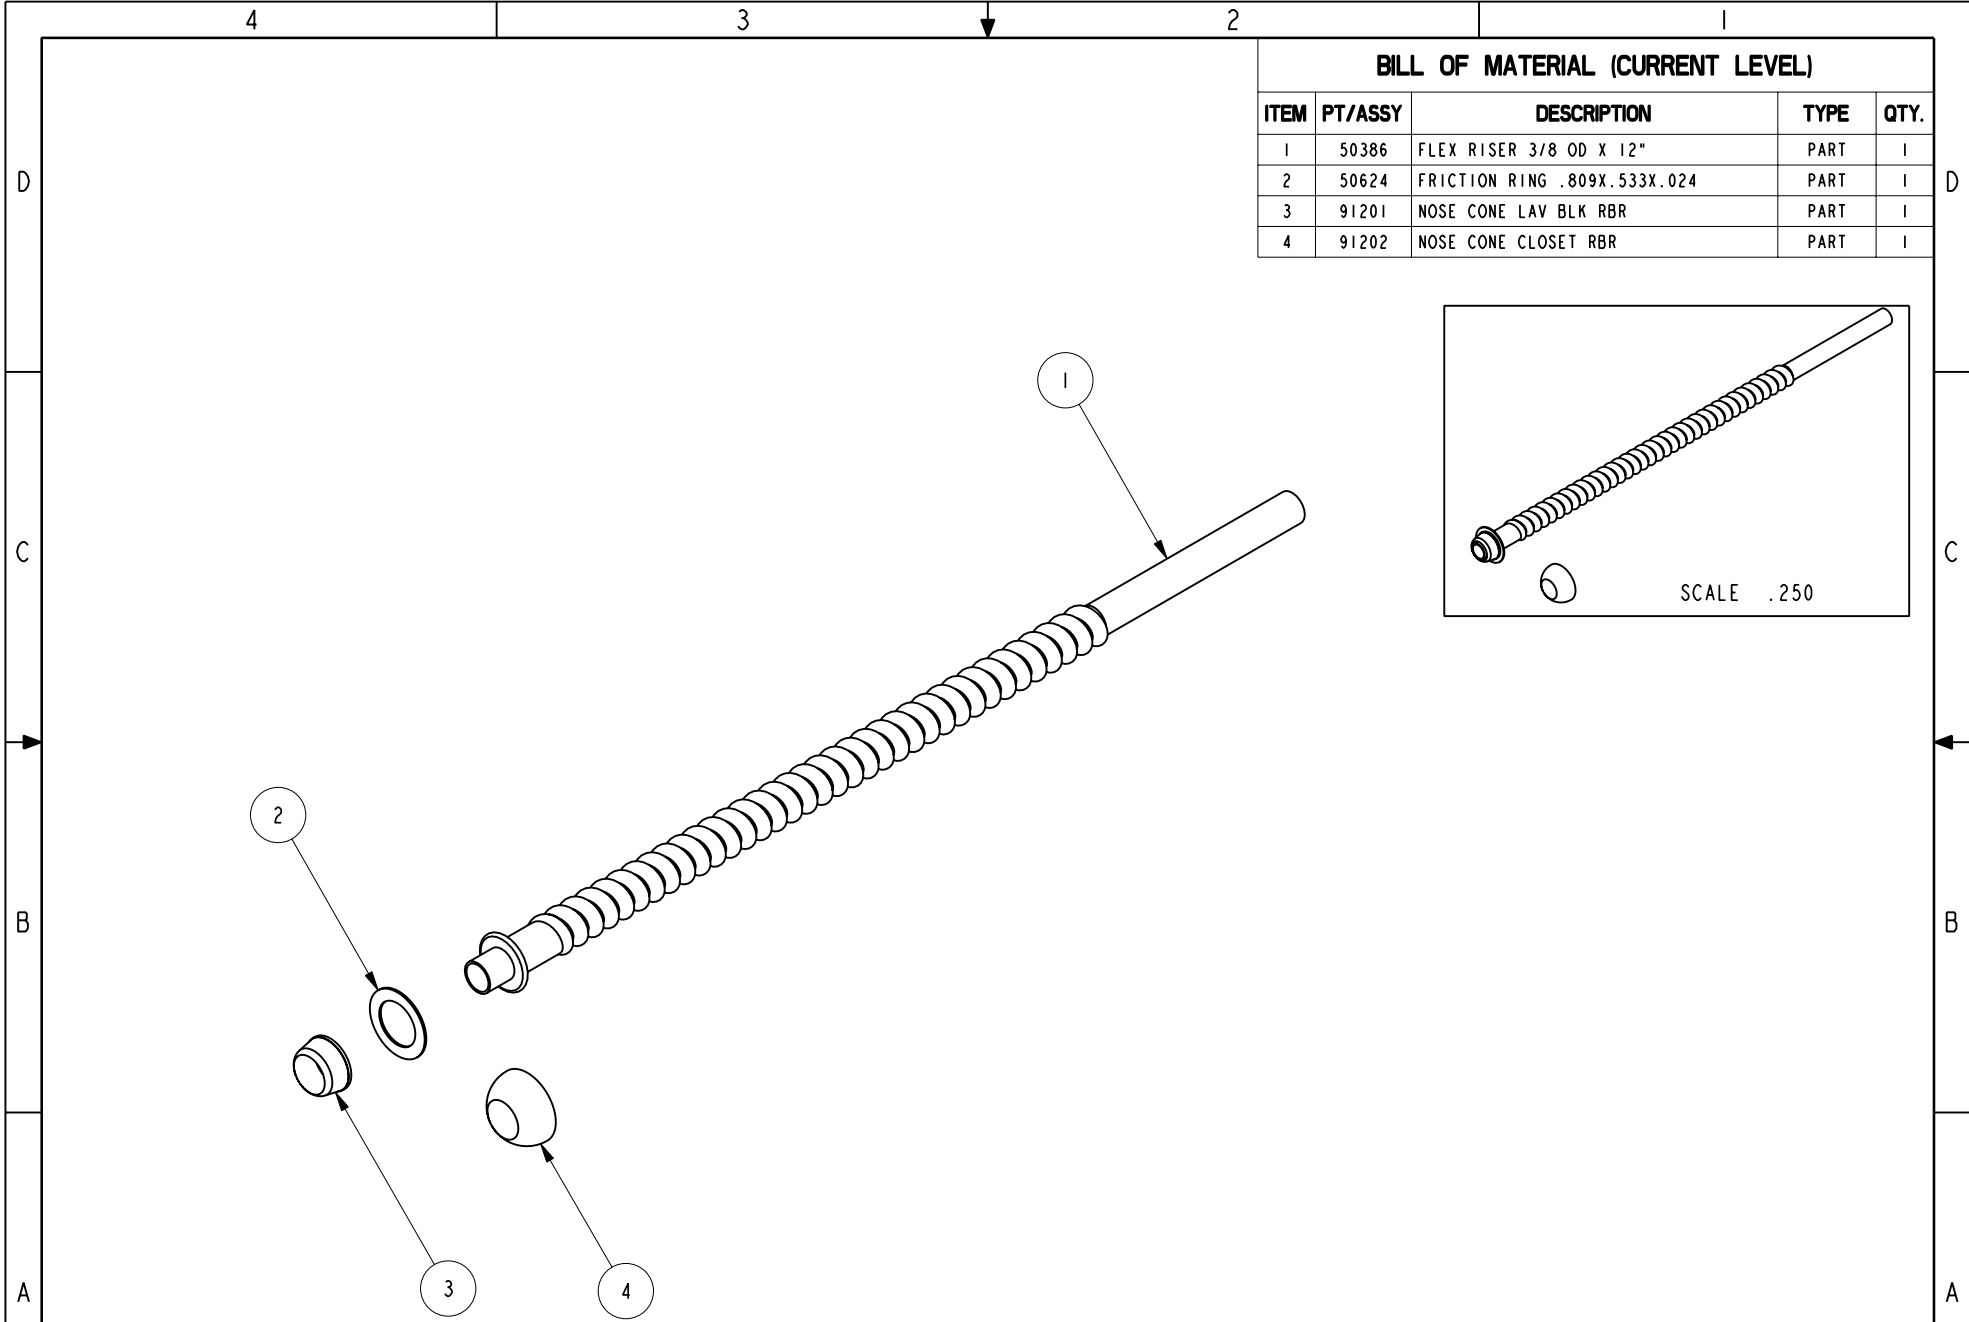 4 3 2 1
BILL OF MATERIAL (CURRENT LEVEL)
ITEM PT/ASSY DESCRIPTION TYPE QTY.
1 50386 FLEX RISER 3/8 OD X 12" PART 1
2 50624 FRICTION RING .809X.533X.024 PART 1
3 91201 NOSE CONE LAV BLK RBR PART 1
4 91202 NOSE CONE CLOSET RBR PART 1
D D
1
C C
SCALE .250
2
B B
3
4
A A